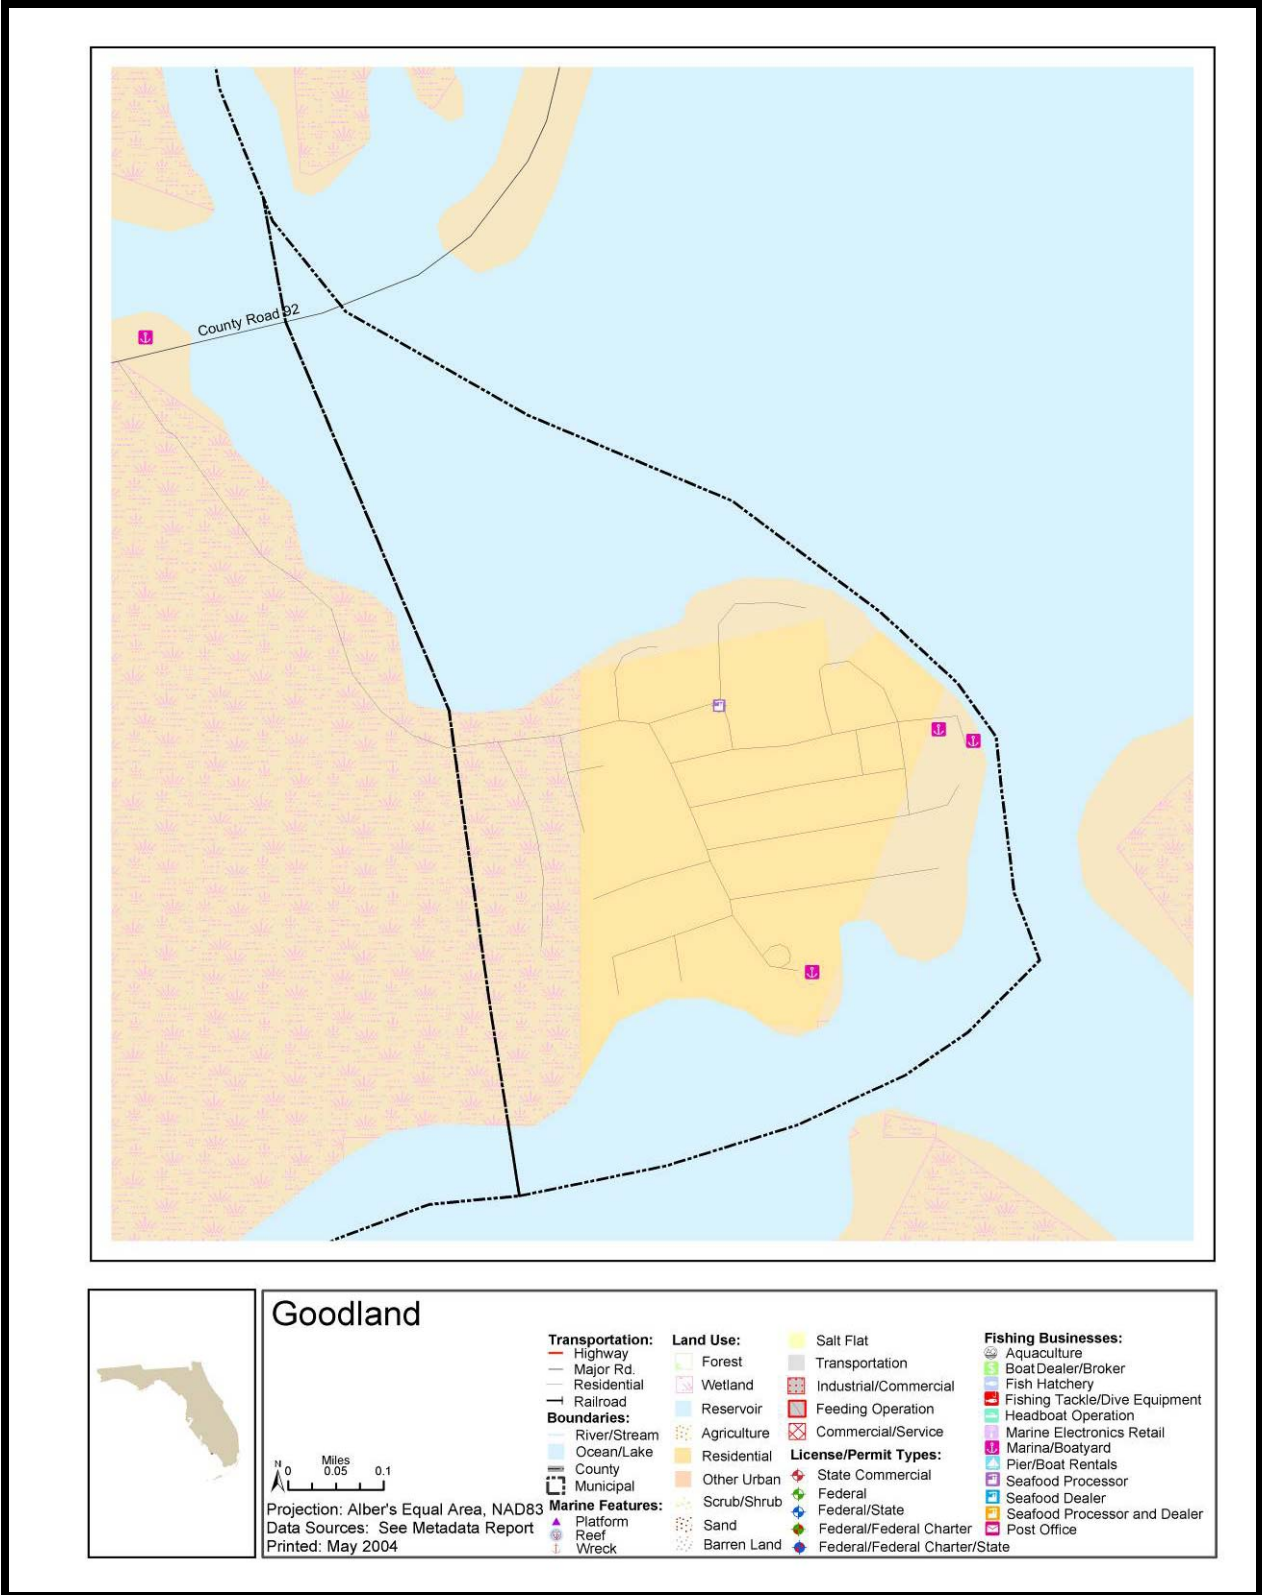 County Road 92
Goodland
N
Miles
0 0.05 0.1
Projection: Alber's Equal Area, NAD83
Data Sources: See Metadata Report
Printed: May 2004
Transportation:
Highway
Major Rd.
Residential
Railroad
Boundaries:
River/Stream
Ocean/Lake
County
Municipal
Marine Features:
Platform
Reef
Wreck
Land Use:
Forest
Wetland
Reservoir
Agriculture
Residential
Other Urban
Scrub/Shrub
Sand
Barren Land
Salt Flat
Transportation
Industrial/Commercial
Feeding Operation
Commercial/Service
License/Permit Types:
State Commercial
Federal
Federal/State
Federal/Federal Charter
Federal/Federal Charter/State
Fishing Businesses:
Aquaculture
Boat Dealer/Broker
Fish Hatchery
Fishing Tackle/Dive Equipment
Headboat Operation
Marine Electronics Retail
Marina/Boatyard
Pier/Boat Rentals
Seafood Processor
Seafood Dealer
Seafood Processor and Dealer
Post Office